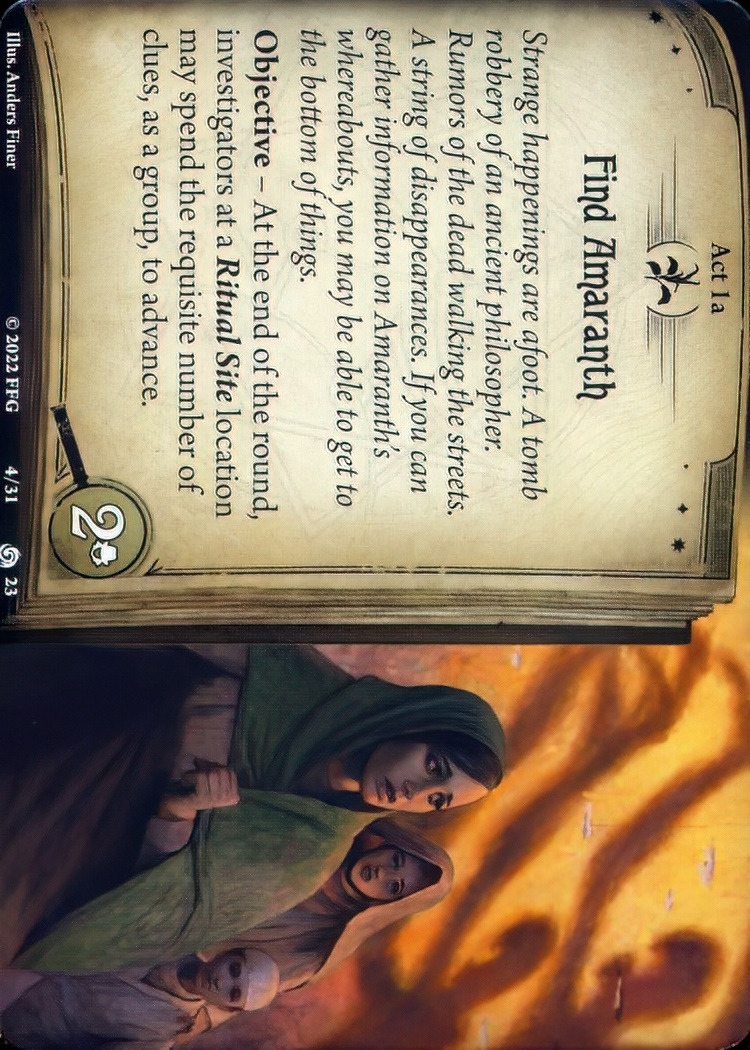 Act 1a
Find Amaranth
Strange happenings are afoot. A tomb
robbery of an ancient philosopher.
Rumors of the dead walking the streets.
A string of disappearances. If you can
gather information on Amaranth's
whereabouts, you may be able to get to
the bottom of things.
Objective – At the end of the round,
investigators at a Ritual Site location
may spend the requisite number of
clues, as a group, to advance.
2
Illus. Anders Finer © 2022 FFG 4/31 23